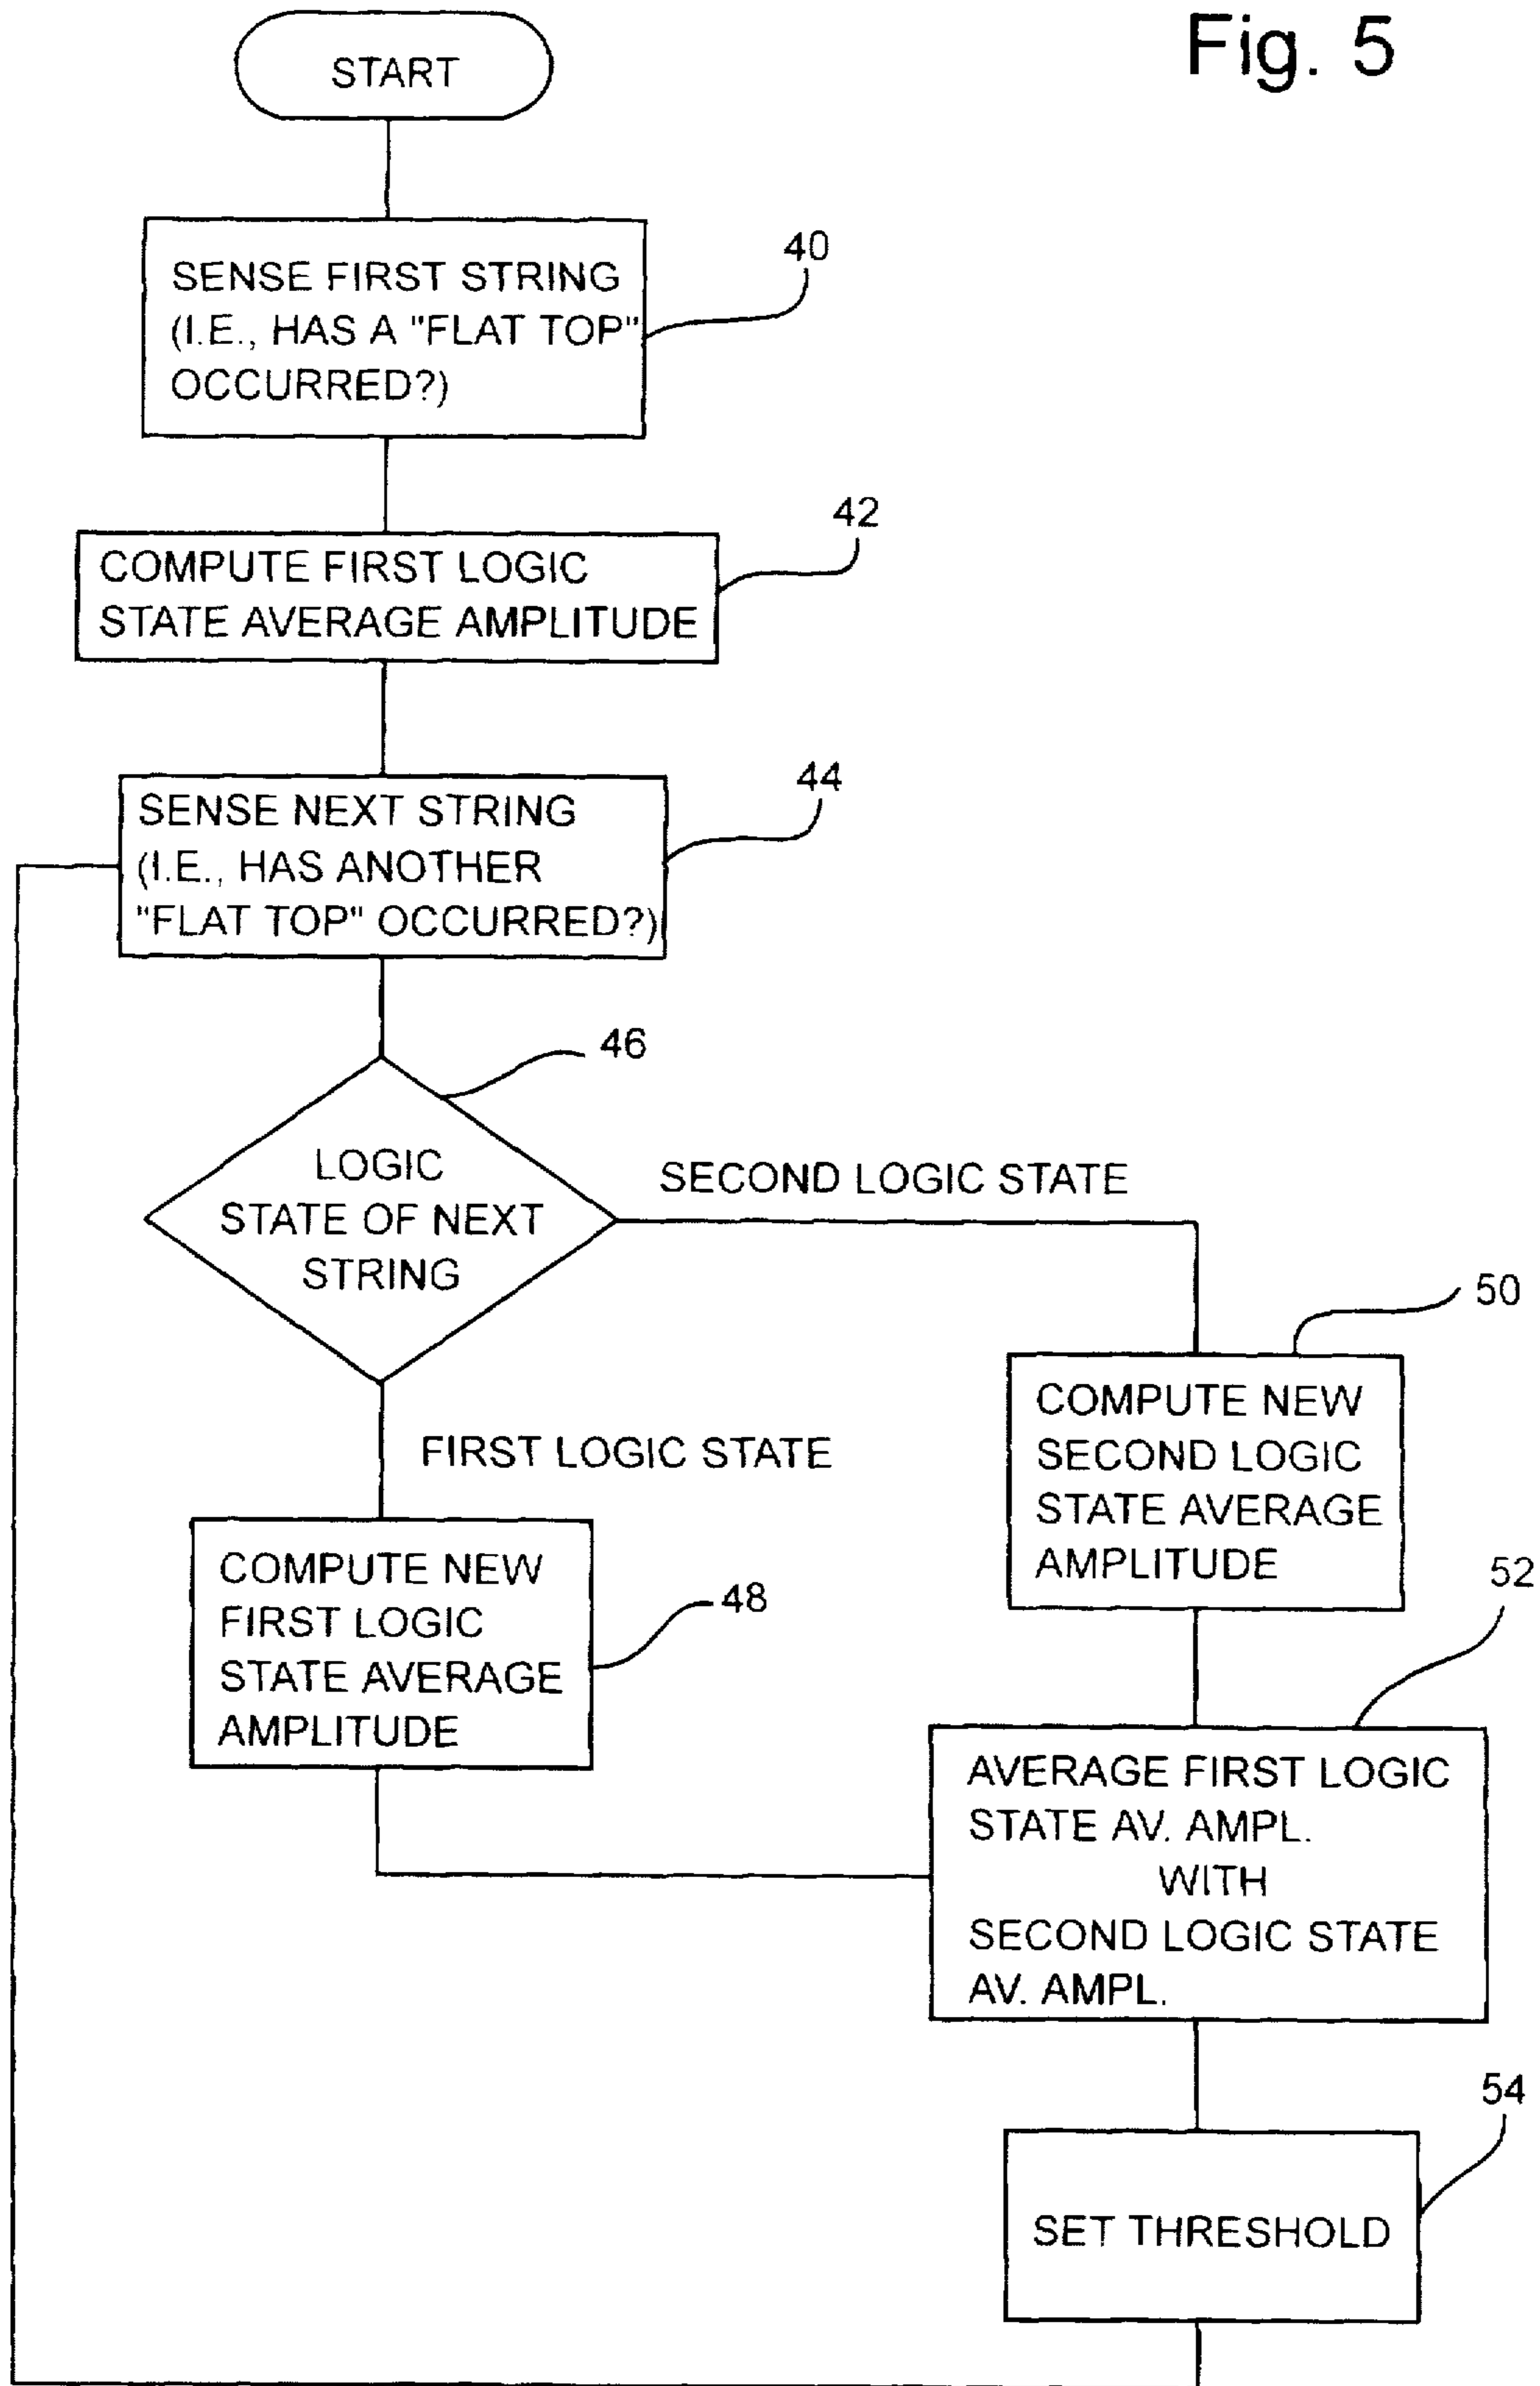 Fig. 5
START
40
SENSE FIRST STRING
(I.E., HAS A "FLAT TOP"
OCCURRED?)
42
COMPUTE FIRST LOGIC
STATE AVERAGE AMPLITUDE
44
SENSE NEXT STRING
(I.E., HAS ANOTHER
"FLAT TOP" OCCURRED?)
46
LOGIC
STATE OF NEXT
STRING
SECOND LOGIC STATE
FIRST LOGIC STATE
50
COMPUTE NEW
SECOND LOGIC
STATE AVERAGE
AMPLITUDE
48
COMPUTE NEW
FIRST LOGIC
STATE AVERAGE
AMPLITUDE
52
AVERAGE FIRST LOGIC
STATE AV. AMPL.
WITH
SECOND LOGIC STATE
AV. AMPL.
54
SET THRESHOLD